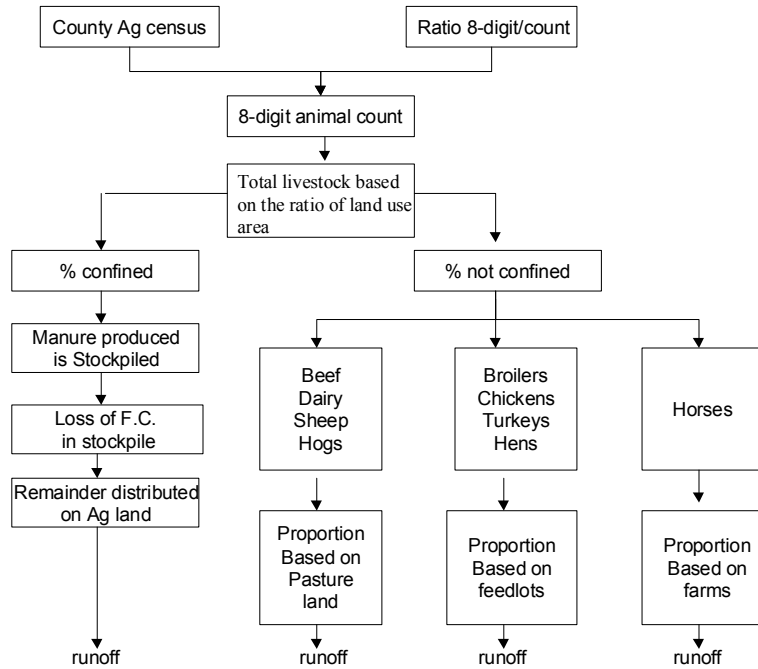 County Ag census
Ratio 8-digit/count
8-digit animal count
Total livestock based
on the ratio of land use
area
% confined
% not confined
Manure produced
is Stockpiled
Loss of F.C.
in stockpile
Remainder distributed
on Ag land
Beef
Dairy
Sheep
Hogs
Broilers
Chickens
Turkeys
Hens
Horses
Proportion
Based on
Pasture
land
Proportion
Based on
feedlots
Proportion
Based on
farms
runoff
runoff
runoff
runoff